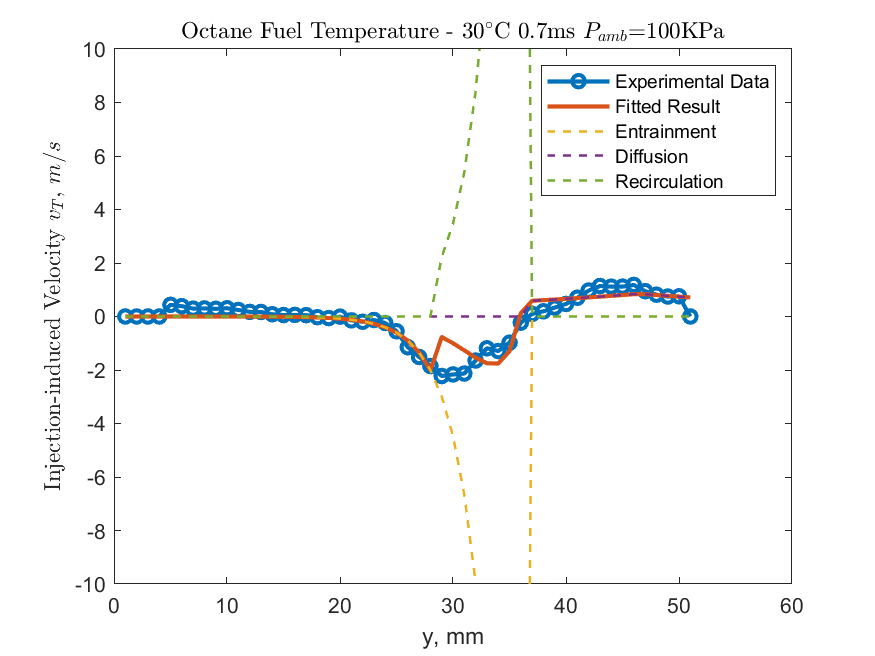 Octane Fuel Temperature - 30°C 0.7ms P_amb=100KPa
Experimental Data
Fitted Result
Entrainment
Diffusion
Recirculation
Injection-induced Velocity v_T, m/s
10
8
6
4
2
0
-2
-4
-6
-8
-10
0 10 20 30 40 50 60
y, mm